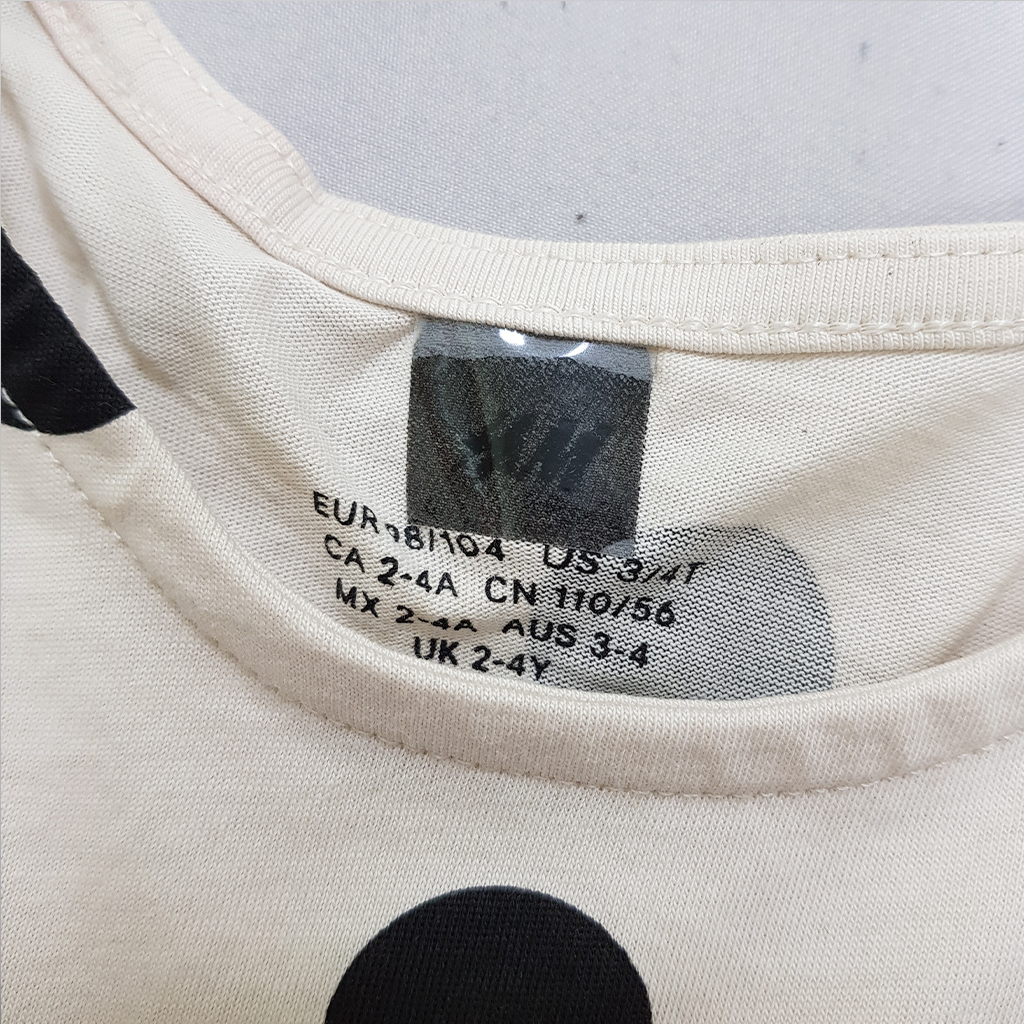 EUR 98/104 US 3/4T
CA 2-4A CN 110/56
MX 2-4A AUS 3-4
UK 2-4Y